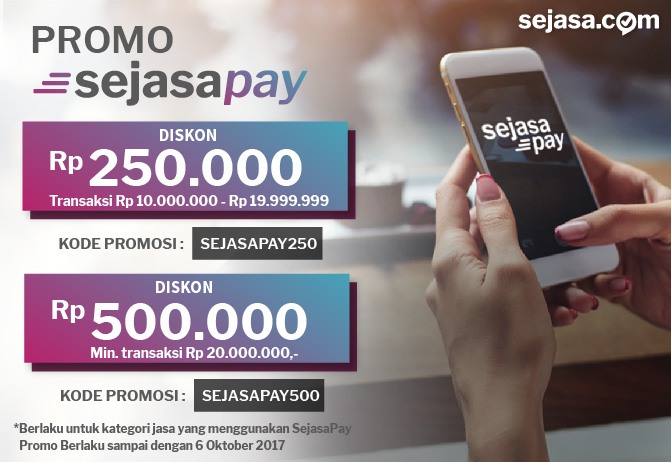 sejasa.com
PROMO
sejasapay
DISKON
Rp 250.000
Transaksi Rp 10.000.000 - Rp 19.999.999
KODE PROMOSI : SEJASAPAY250
DISKON
Rp 500.000
Min. transaksi Rp 20.000.000,-
KODE PROMOSI : SEJASAPAY500
*Berlaku untuk kategori jasa yang menggunakan SejasaPay
Promo Berlaku sampai dengan 6 Oktober 2017
sejasa
pay